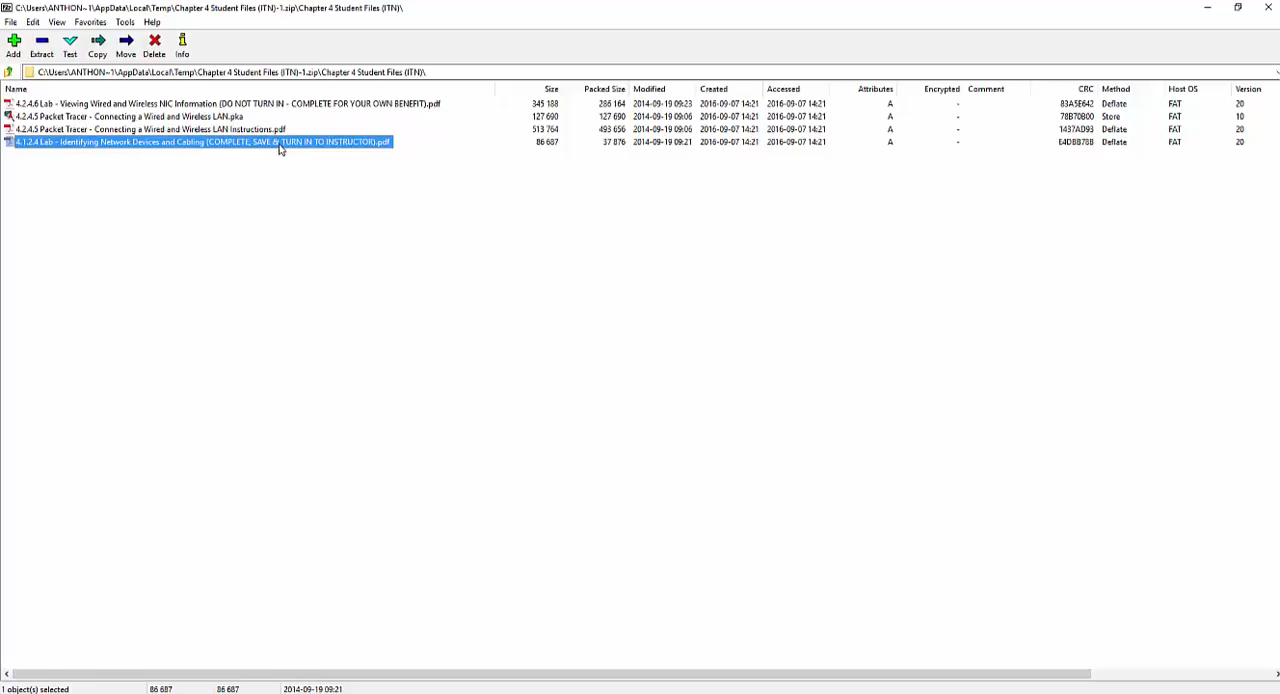 C:\Users\ANTHON~1\AppData\Local\Temp\Chapter 4 Student Files (ITN)-1.zip\Chapter 4 Student Files (ITN)\
File Edit View Favorites Tools Help
Add Extract Test Copy Move Delete Info
C:\Users\ANTHON~1\AppData\Local\Temp\Chapter 4 Student Files (ITN)-1.zip\Chapter 4 Student Files (ITN)\
Name Size Packed Size Modified Created Accessed Attributes Encrypted Comment CRC Method Host OS Version
4.2.4.6 Lab - Viewing Wired and Wireless NIC Information (DO NOT TURN IN - COMPLETE FOR YOUR OWN BENEFIT).pdf 345 188 286 164 2014-09-19 09:23 2016-09-07 14:21 2016-09-07 14:21 A - 83A5E642 Deflate FAT 20
4.2.4.5 Packet Tracer - Connecting a Wired and Wireless LAN.pka 127 690 127 690 2014-09-19 09:06 2016-09-07 14:21 2016-09-07 14:21 A - 78B70B00 Store FAT 10
4.2.4.5 Packet Tracer - Connecting a Wired and Wireless LAN Instructions.pdf 513 764 493 656 2014-09-19 09:06 2016-09-07 14:21 2016-09-07 14:21 A - 1437AD93 Deflate FAT 20
4.1.2.4 Lab - Identifying Network Devices and Cabling (COMPLETE, SAVE & TURN IN TO INSTRUCTOR).pdf 86 687 37 876 2014-09-19 09:21 2016-09-07 14:21 2016-09-07 14:21 A - E4DBB78B Deflate FAT 20
1 object(s) selected 86 687 86 687 2014-09-19 09:21